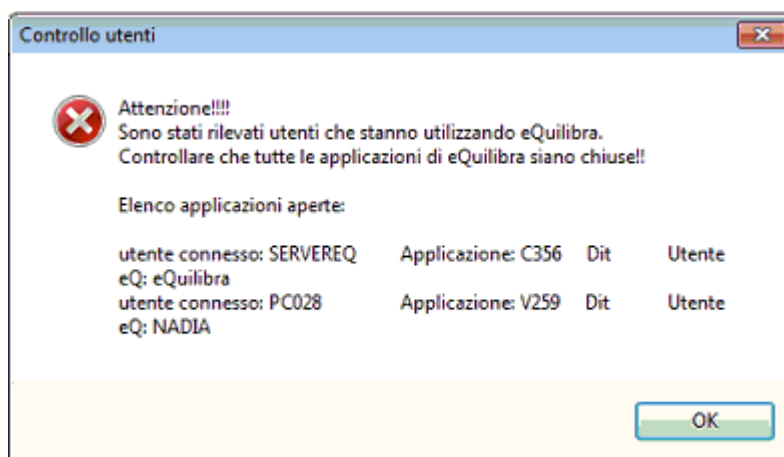 Controllo utenti
Attenzione!!!!
Sono stati rilevati utenti che stanno utilizzando eQuilibra.
Controllare che tutte le applicazioni di eQuilibra siano chiuse!!
Elenco applicazioni aperte:
utente connesso: SERVEREQ Applicazione: C356 Dit Utente
eQ: eQuilibra
utente connesso: PC028 Applicazione: V259 Dit Utente
eQ: NADIA
OK